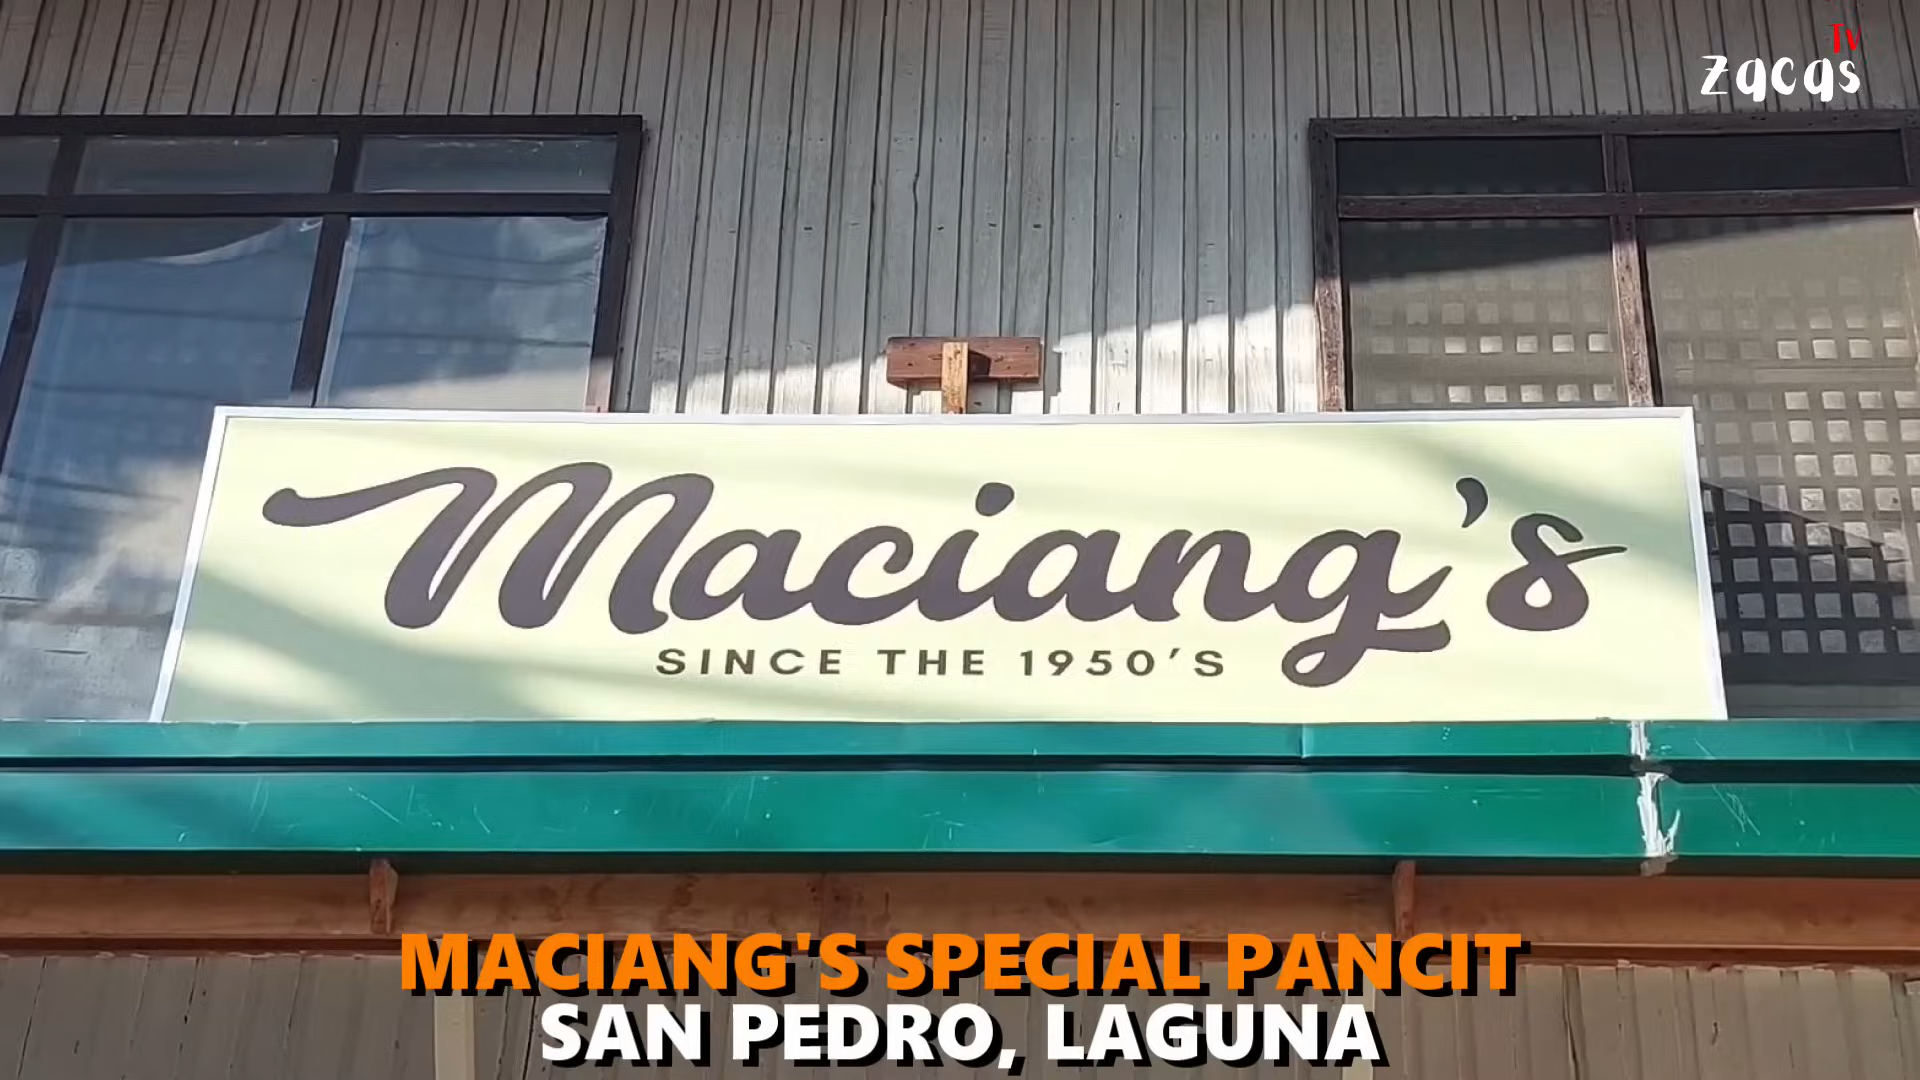 Tv
zacas
Maciang's
SINCE THE 1950'S
MACIANG'S SPECIAL PANCIT
SAN PEDRO, LAGUNA